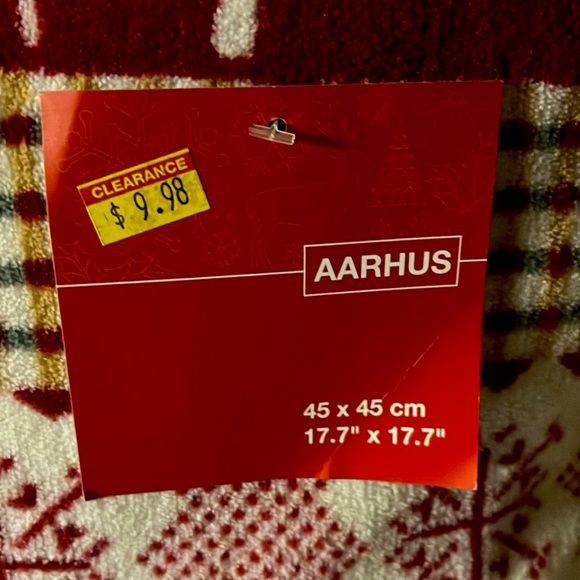 CLEARANCE
$ 9.98
AARHUS
45 x 45 cm
17.7" x 17.7"